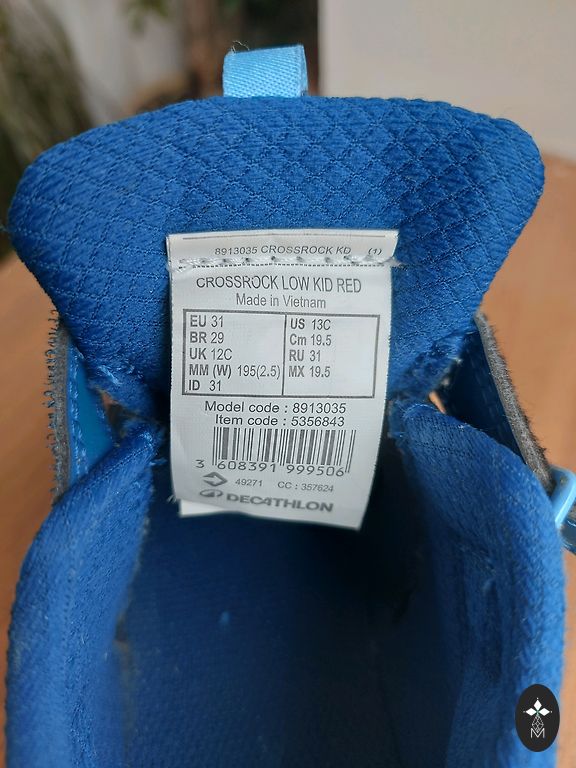 8913035 CROSSROCK KD (1)
CROSSROCK LOW KID RED
Made in Vietnam
EU 31 US 13C
BR 29 Cm 19.5
UK 12C RU 31
MM (W) 195(2.5) MX 19.5
ID 31
Model code : 8913035
Item code : 5356843
3 608391 999506
49271 CC : 357624
DECATHLON
M